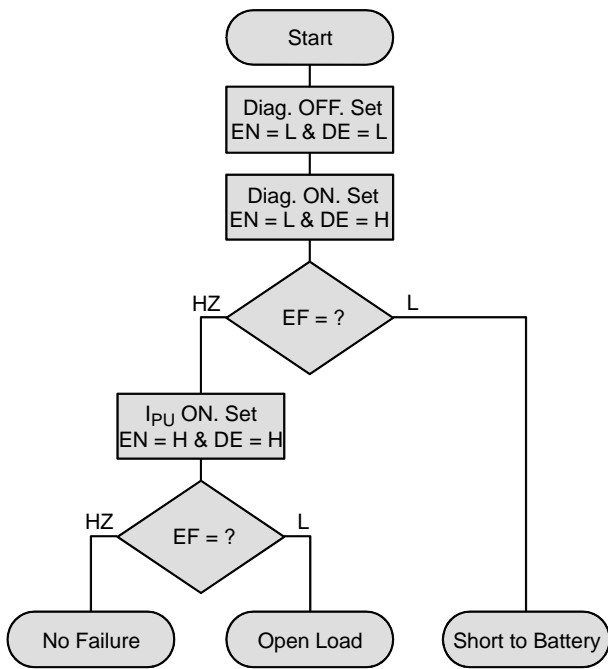 Start
Diag. OFF. Set
EN = L & DE = L
Diag. ON. Set
EN = L & DE = H
HZ
EF = ?
L
IPU ON. Set
EN = H & DE = H
HZ
EF = ?
L
No Failure
Open Load
Short to Battery